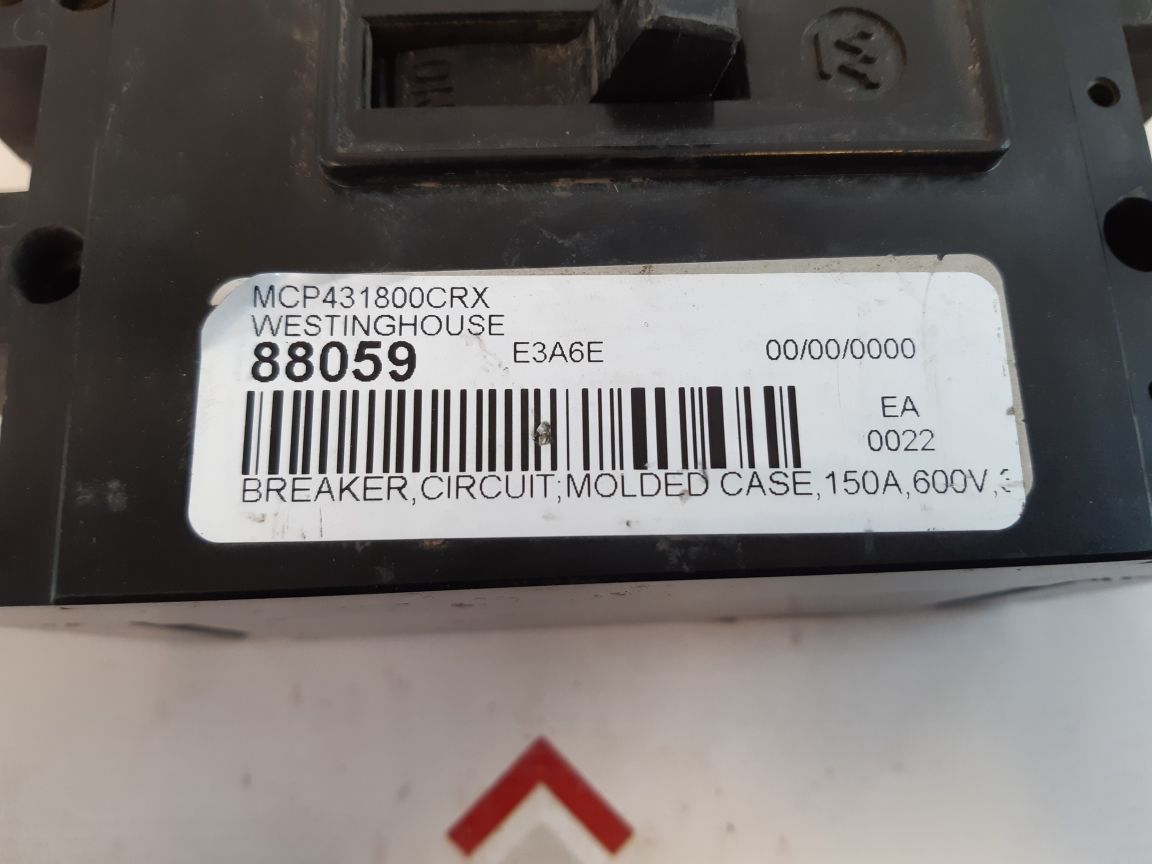 MCP431800CRX
WESTINGHOUSE
88059 E3A6E 00/00/0000
EA
0022
BREAKER,CIRCUIT;MOLDED CASE,150A,600V,